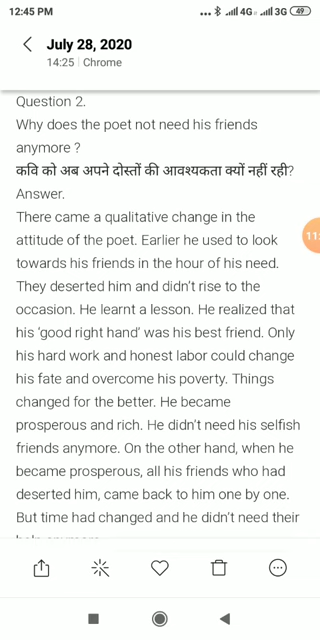 12:45 PM
4G 3G 49
July 28, 2020
14:25 | Chrome
Question 2.
Why does the poet not need his friends
anymore ?
कवि को अब अपने दोस्तों की आवश्यकता क्यों नहीं रही?
Answer.
There came a qualitative change in the
attitude of the poet. Earlier he used to look
towards his friends in the hour of his need.
They deserted him and didn't rise to the
occasion. He learnt a lesson. He realized that
his 'good right hand' was his best friend. Only
his hard work and honest labor could change
his fate and overcome his poverty. Things
changed for the better. He became
prosperous and rich. He didn't need his selfish
friends anymore. On the other hand, when he
became prosperous, all his friends who had
deserted him, came back to him one by one.
But time had changed and he didn't need their